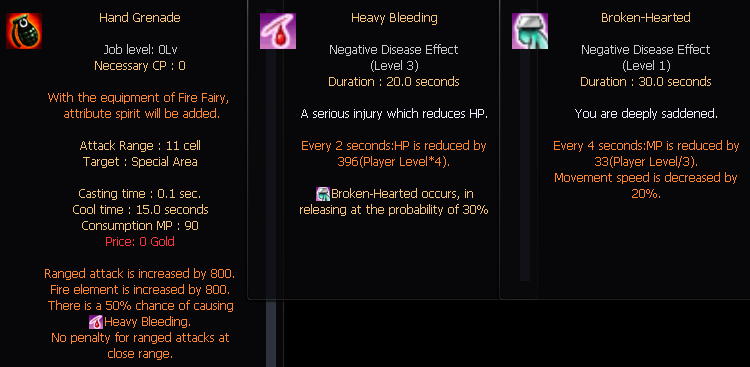 Hand Grenade
Job level: 0Lv
Necessary CP : 0
With the equipment of Fire Fairy,
attribute spirit will be added.
Attack Range : 11 cell
Target : Special Area
Casting time : 0.1 sec.
Cool time : 15.0 seconds
Consumption MP : 90
Price: 0 Gold
Ranged attack is increased by 800.
Fire element is increased by 800.
There is a 50% chance of causing
Heavy Bleeding.
No penalty for ranged attacks at
close range.
Heavy Bleeding
Negative Disease Effect
(Level 3)
Duration : 20.0 seconds
A serious injury which reduces HP.
Every 2 seconds:HP is reduced by
396(Player Level*4).
Broken-Hearted occurs, in
releasing at the probability of 30%
Broken-Hearted
Negative Disease Effect
(Level 1)
Duration : 30.0 seconds
You are deeply saddened.
Every 4 seconds:MP is reduced by
33(Player Level/3).
Movement speed is decreased by
20%.